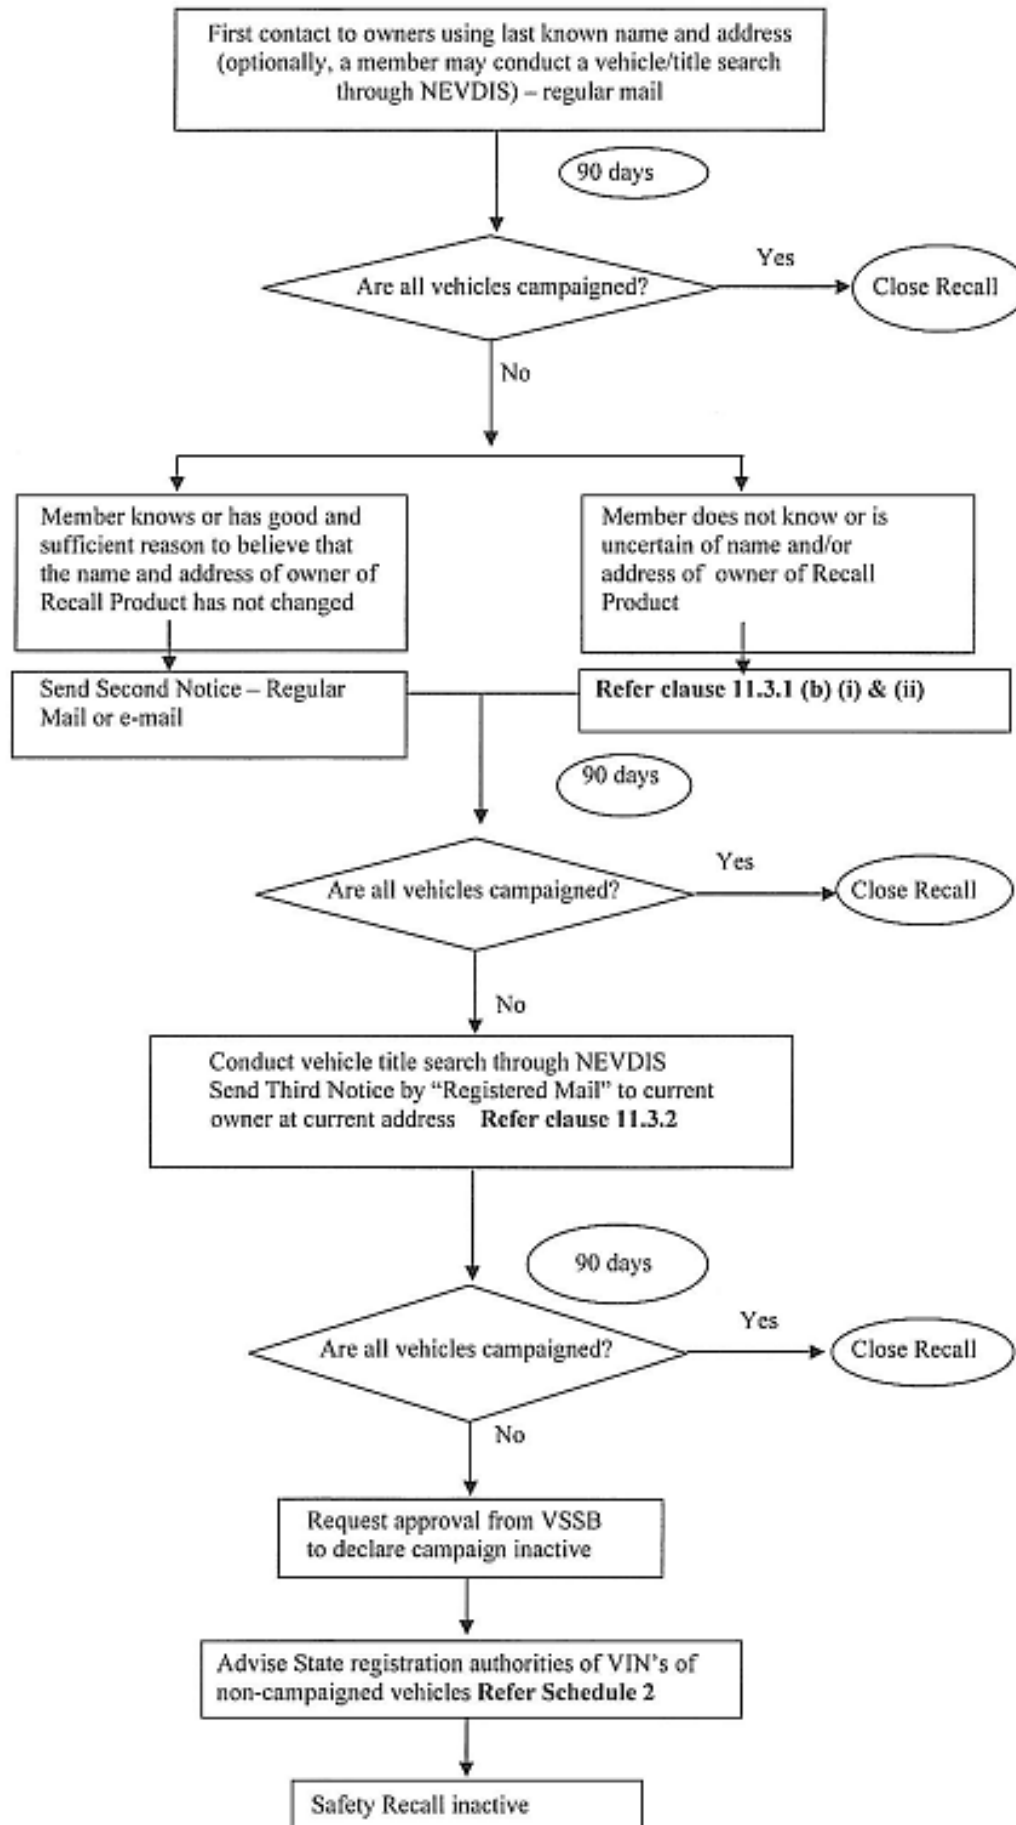 First contact to owners using last known name and address
(optionally, a member may conduct a vehicle/title search
through NEVDIS) – regular mail
90 days
Are all vehicles campaigned?
Yes
Close Recall
No
Member knows or has good and
sufficient reason to believe that
the name and address of owner of
Recall Product has not changed
Member does not know or is
uncertain of name and/or
address of owner of Recall
Product
Send Second Notice – Regular
Mail or e-mail
Refer clause 11.3.1 (b) (i) & (ii)
90 days
Are all vehicles campaigned?
Yes
Close Recall
No
Conduct vehicle title search through NEVDIS
Send Third Notice by “Registered Mail” to current
owner at current address Refer clause 11.3.2
90 days
Are all vehicles campaigned?
Yes
Close Recall
No
Request approval from VSSB
to declare campaign inactive
Advise State registration authorities of VIN's of
non-campaigned vehicles Refer Schedule 2
Safety Recall inactive